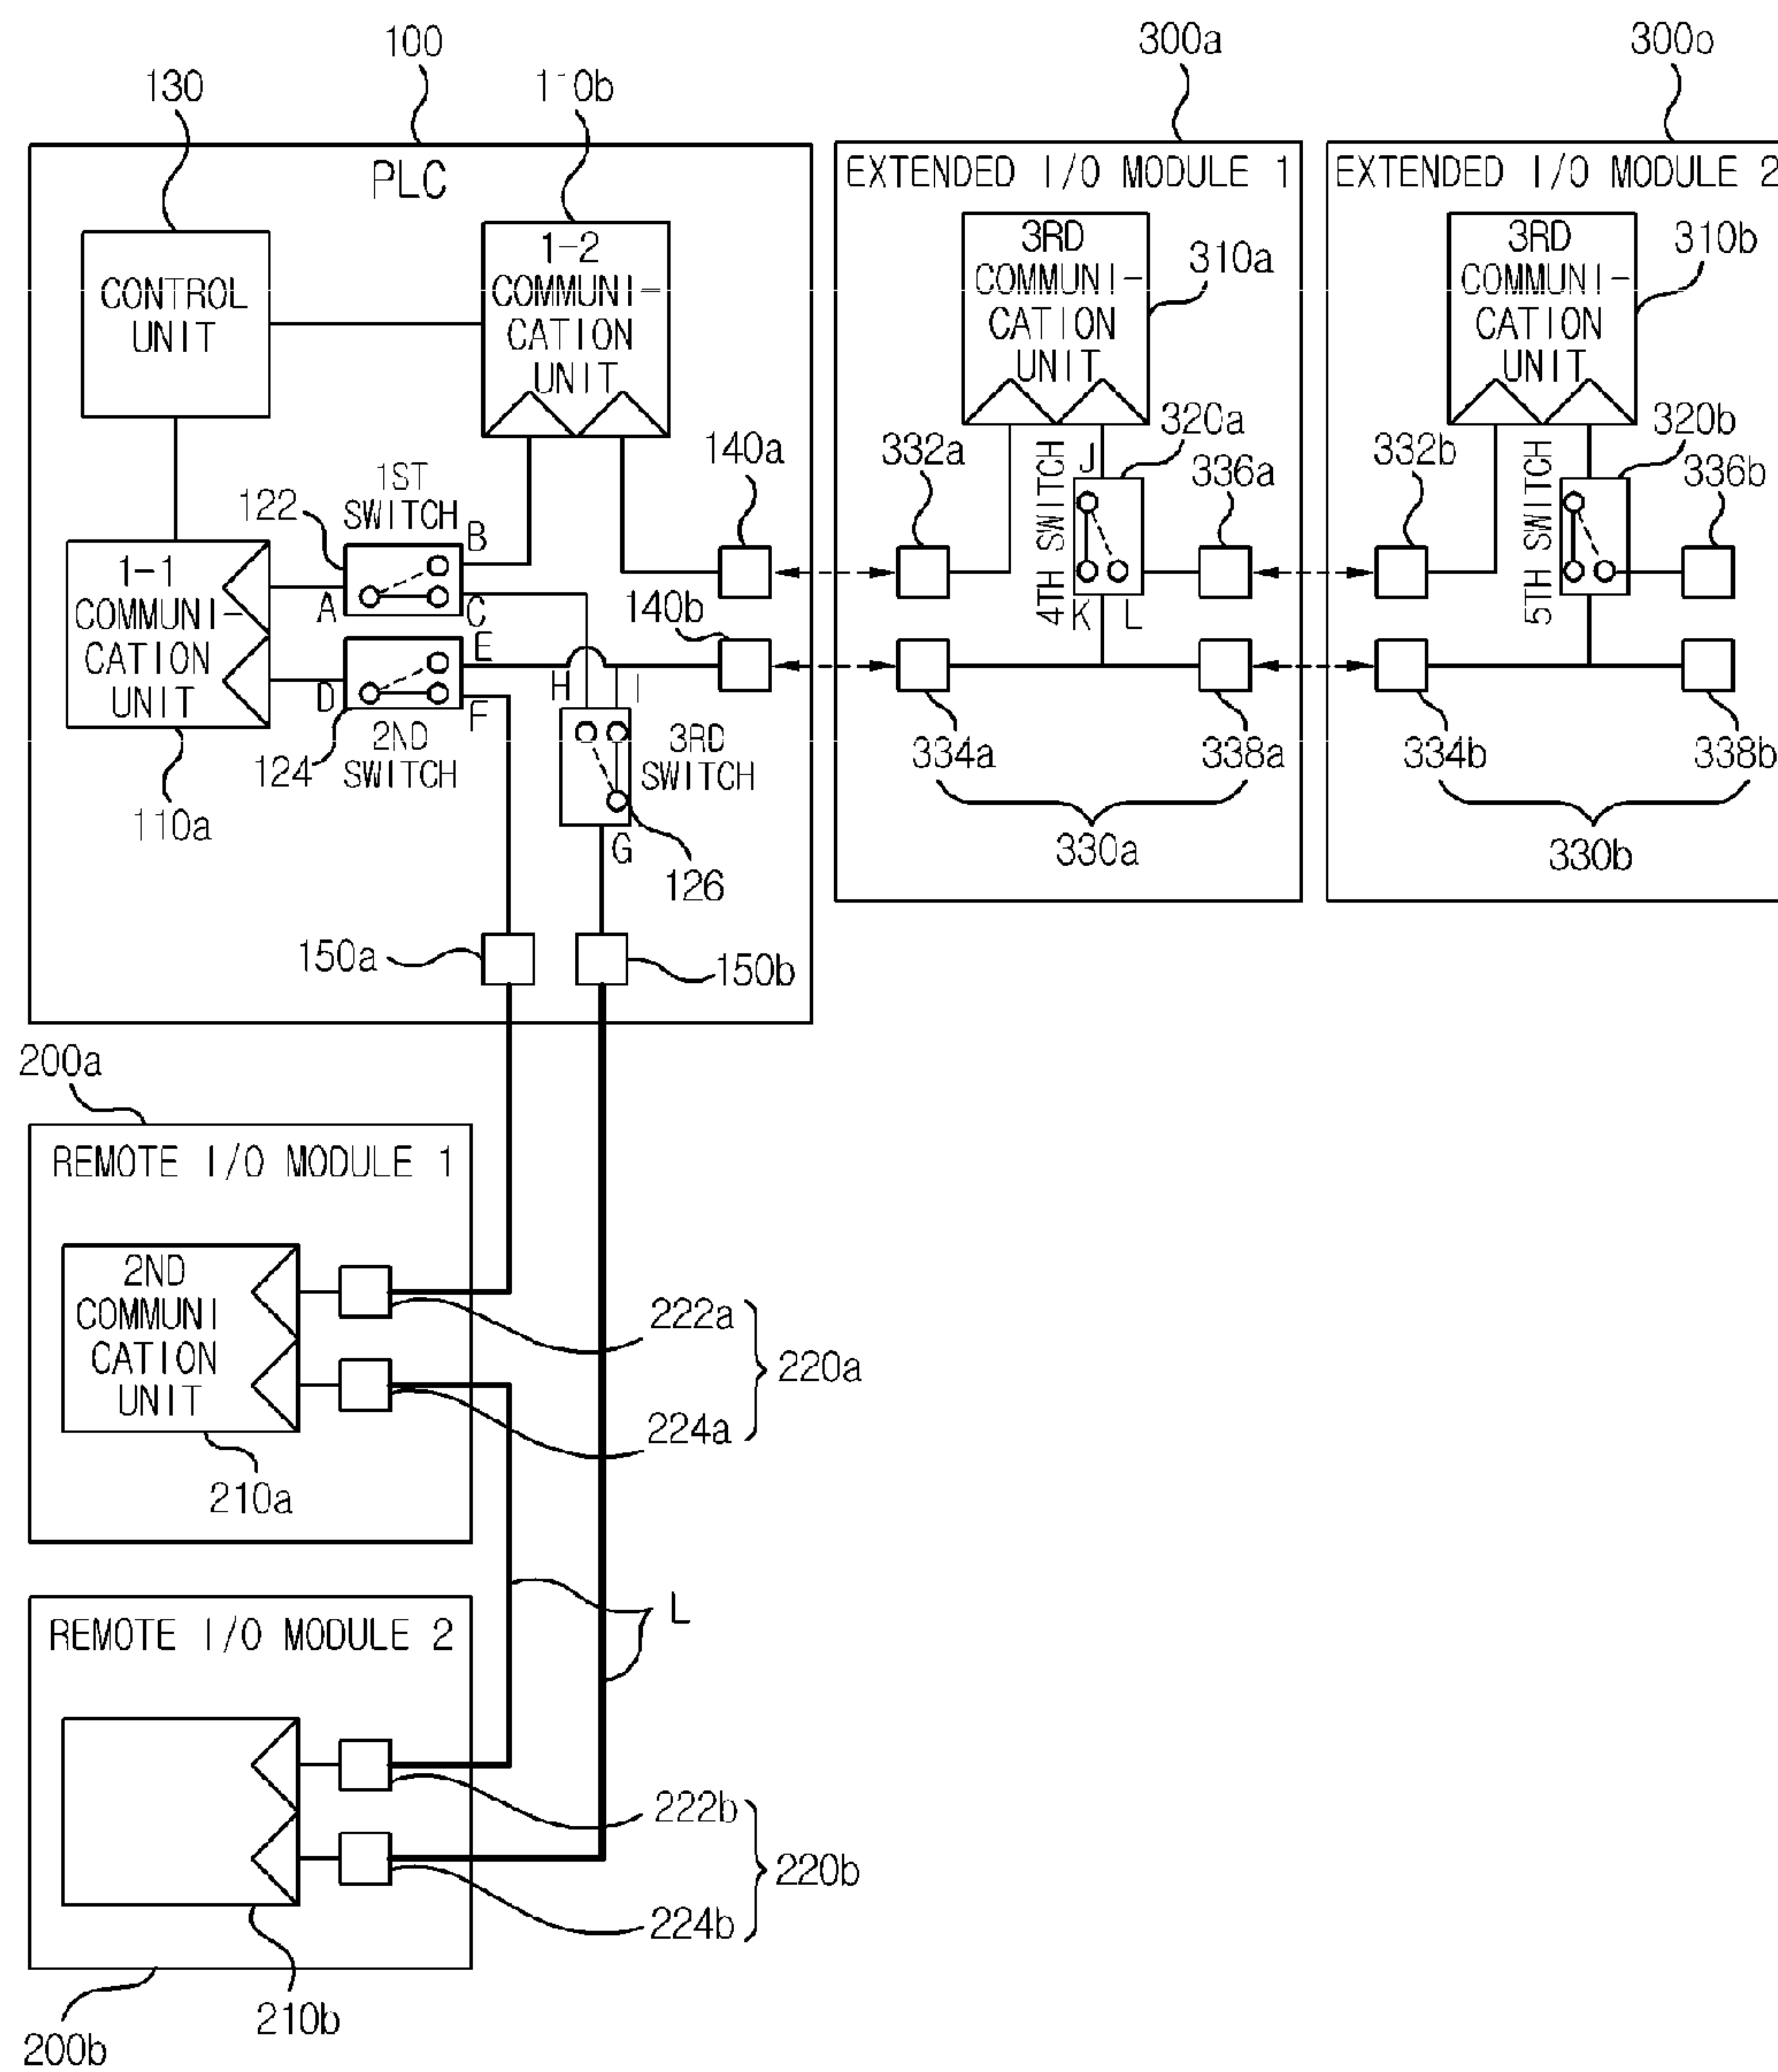 100
300a
300b
130
110b
PLC
EXTENDED I/O MODULE 1
EXTENDED I/O MODULE 2
CONTROL
UNIT
1-2
COMMUNI-
CATION
UNIT
3RD
COMMUNI-
CATION
UNIT
310a
3RD
COMMUNI-
CATION
UNIT
310b
140a
332a
4TH SWITCH
J
K
L
320a
336a
332b
5TH SWITCH
320b
336b
122
1ST
SWITCH
A
B
C
1-1
COMMUNI-
CATION
UNIT
140b
D
E
F
H
I
124
2ND
SWITCH
3RD
SWITCH
G
126
110a
334a
338a
330a
334b
338b
330b
150a
150b
200a
REMOTE I/O MODULE 1
2ND
COMMUNI
CATION
UNIT
222a
224a
220a
210a
L
REMOTE I/O MODULE 2
222b
224b
220b
210b
200b